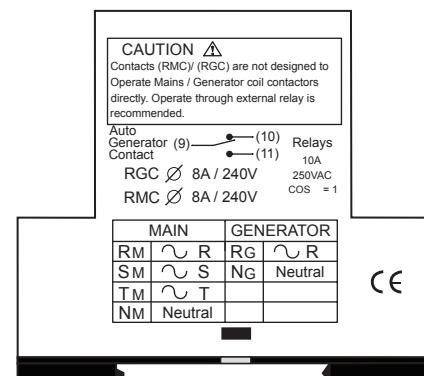 CAUTION ⚠
Contacts (RMC)/ (RGC) are not designed to
Operate Mains / Generator coil contactors
directly. Operate through external relay is
recommended.
Auto
Generator (9)
Contact
(10)
(11)
Relays
10A
250VAC
COS = 1
RGC ∅ 8A / 240V
RMC ∅ 8A / 240V
MAIN GENERATOR
RM ∿ R RG ∿ R
SM ∿ S NG Neutral
TM ∿ T
NM Neutral
CE